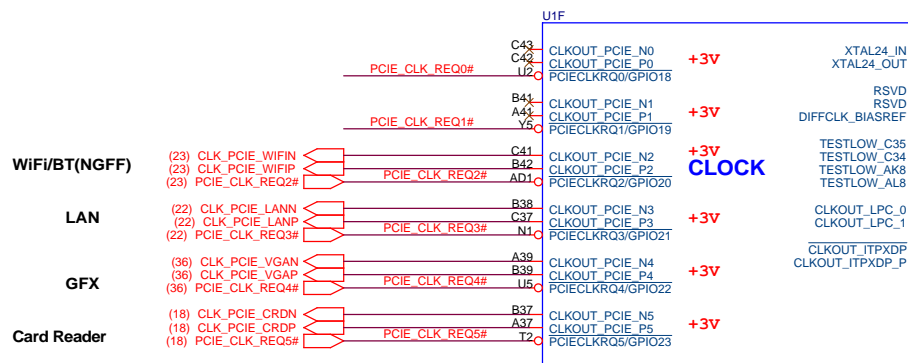 U1F
C43 CLKOUT_PCIE_N0 XTAL24_IN
C42 CLKOUT_PCIE_P0 +3V XTAL24_OUT
PCIE_CLK_REQ0# U2 PCIECLKRQ0/GPIO18
RSVD
B41 CLKOUT_PCIE_N1 RSVD
A41 CLKOUT_PCIE_P1 +3V DIFFCLK_BIASREF
PCIE_CLK_REQ1# Y5 PCIECLKRQ1/GPIO19
TESTLOW_C35
WiFi/BT(NGFF) (23) CLK_PCIE_WIFIN C41 CLKOUT_PCIE_N2 +3V TESTLOW_C34
(23) CLK_PCIE_WIFIP B42 CLKOUT_PCIE_P2 CLOCK TESTLOW_AK8
(23) PCIE_CLK_REQ2# PCIE_CLK_REQ2# AD1 PCIECLKRQ2/GPIO20 TESTLOW_AL8
LAN (22) CLK_PCIE_LANN B38 CLKOUT_PCIE_N3 CLKOUT_LPC_0
(22) CLK_PCIE_LANP C37 CLKOUT_PCIE_P3 +3V CLKOUT_LPC_1
(22) PCIE_CLK_REQ3# PCIE_CLK_REQ3# N1 PCIECLKRQ3/GPIO21
CLKOUT_ITPXDP
GFX (36) CLK_PCIE_VGAN A39 CLKOUT_PCIE_N4 CLKOUT_ITPXDP_P
(36) CLK_PCIE_VGAP B39 CLKOUT_PCIE_P4 +3V
(36) PCIE_CLK_REQ4# PCIE_CLK_REQ4# U5 PCIECLKRQ4/GPIO22
Card Reader (18) CLK_PCIE_CRDN B37 CLKOUT_PCIE_N5
(18) CLK_PCIE_CRDP A37 CLKOUT_PCIE_P5 +3V
(18) PCIE_CLK_REQ5# PCIE_CLK_REQ5# T2 PCIECLKRQ5/GPIO23